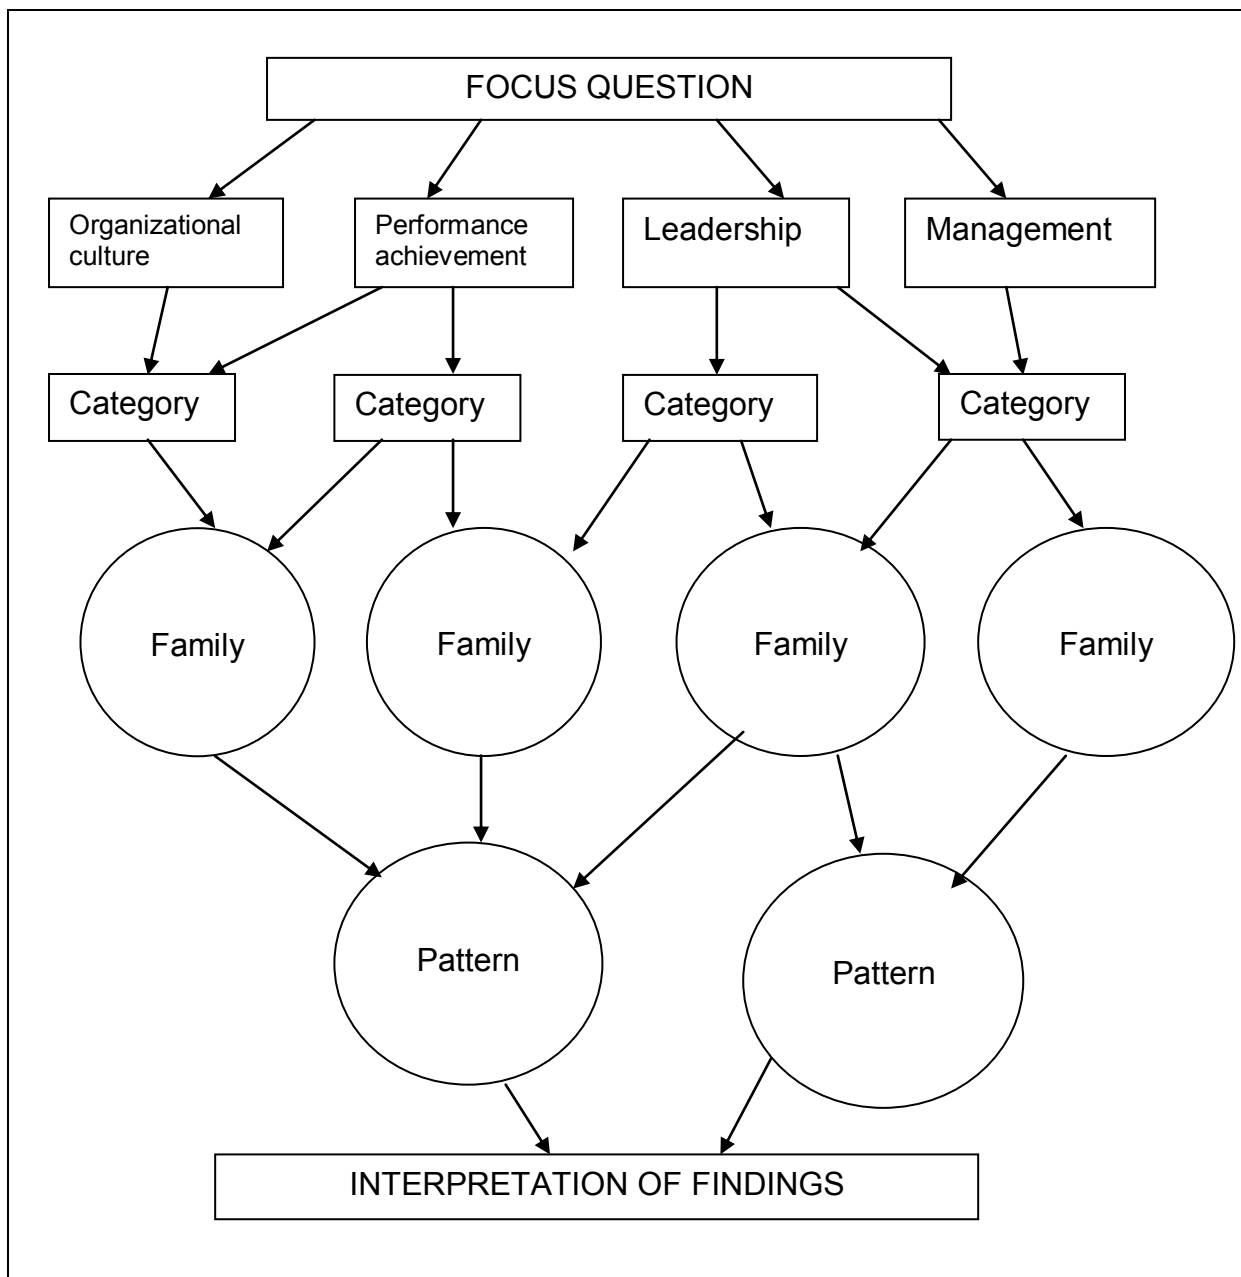 FOCUS QUESTION
Organizational
culture
Performance
achievement
Leadership
Management
Category
Category
Category
Category
Family
Family
Family
Family
Pattern
Pattern
INTERPRETATION OF FINDINGS